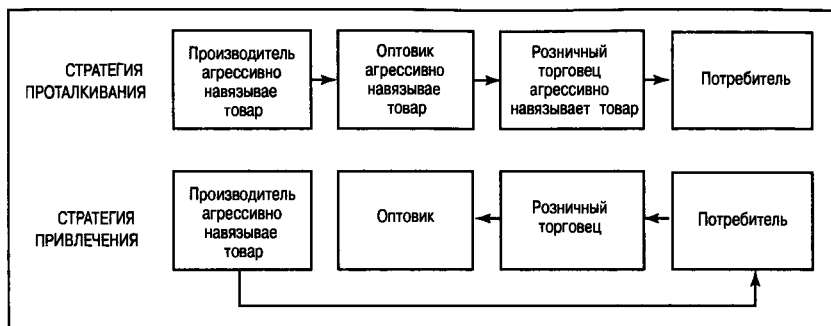 СТРАТЕГИЯ
ПРОТАЛКИВАНИЯ
Производитель
агрессивно
навязывае
товар
Оптовик
агрессивно
навязывае
товар
Розничный
торговец
агрессивно
навязывает товар
Потребитель
СТРАТЕГИЯ
ПРИВЛЕЧЕНИЯ
Производитель
агрессивно
навязывае
товар
Оптовик
Розничный
торговец
Потребитель